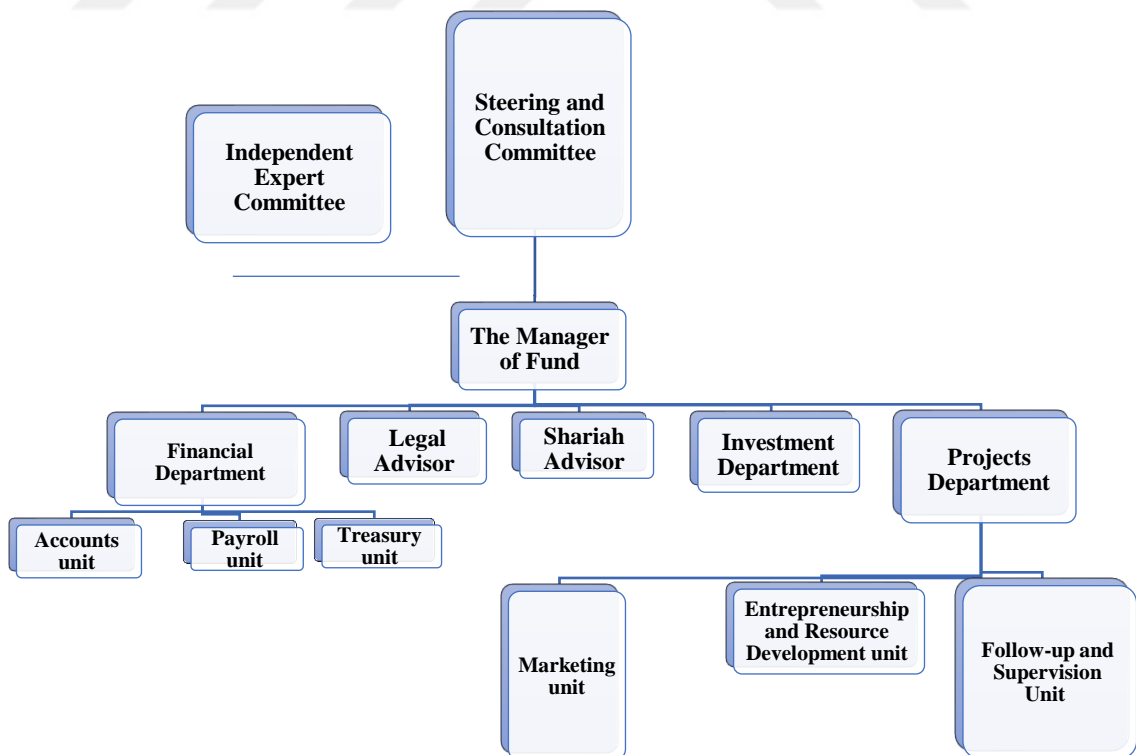 Steering and
Consultation
Committee
Independent
Expert
Committee
The Manager
of Fund
Financial
Department
Legal
Advisor
Shariah
Advisor
Investment
Department
Projects
Department
Accounts
unit
Payroll
unit
Treasury
unit
Marketing
unit
Entrepreneurship
and Resource
Development unit
Follow-up and
Supervision
Unit